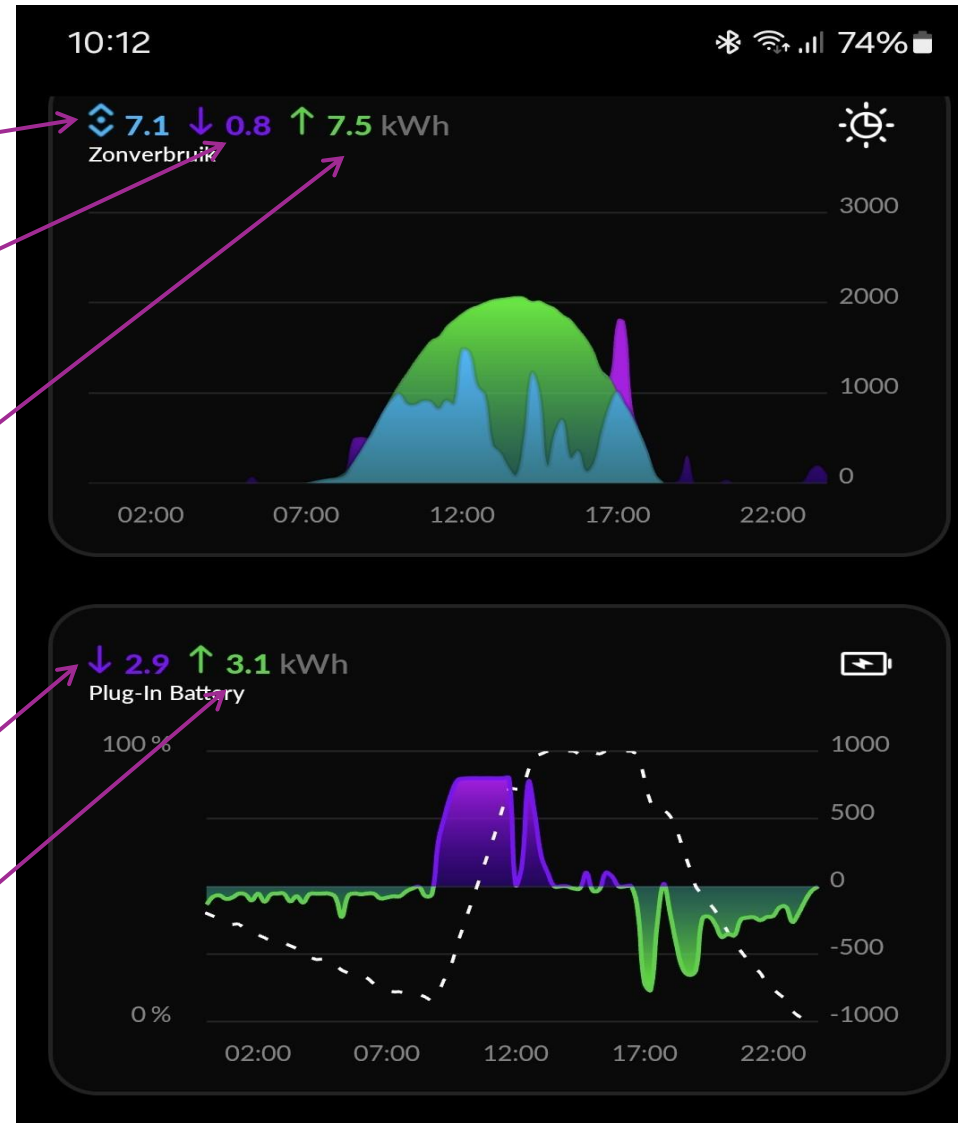 10:12 74%
7.1 ↓ 0.8 ↑ 7.5 kWh
Zonverbruik
3000
2000
1000
0
02:00 07:00 12:00 17:00 22:00
↓ 2.9 ↑ 3.1 kWh
Plug-In Battery
100 % 1000
500
0
-500
0 % -1000
02:00 07:00 12:00 17:00 22:00